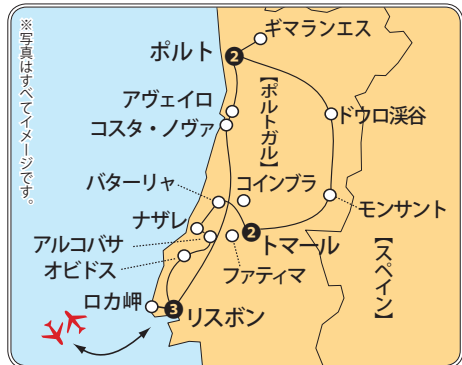 ※写真はすべてイメージです。
ギマランエス
ポルト
2
【ポルトガル】
アヴェイロ
コスタ・ノヴァ
ドウロ渓谷
バターリャ
コインブラ
モンサント
ナザレ
2
トマール
アルコバサ
オビドス
ファティマ
【スペイン】
ロカ岬
3
リスボン